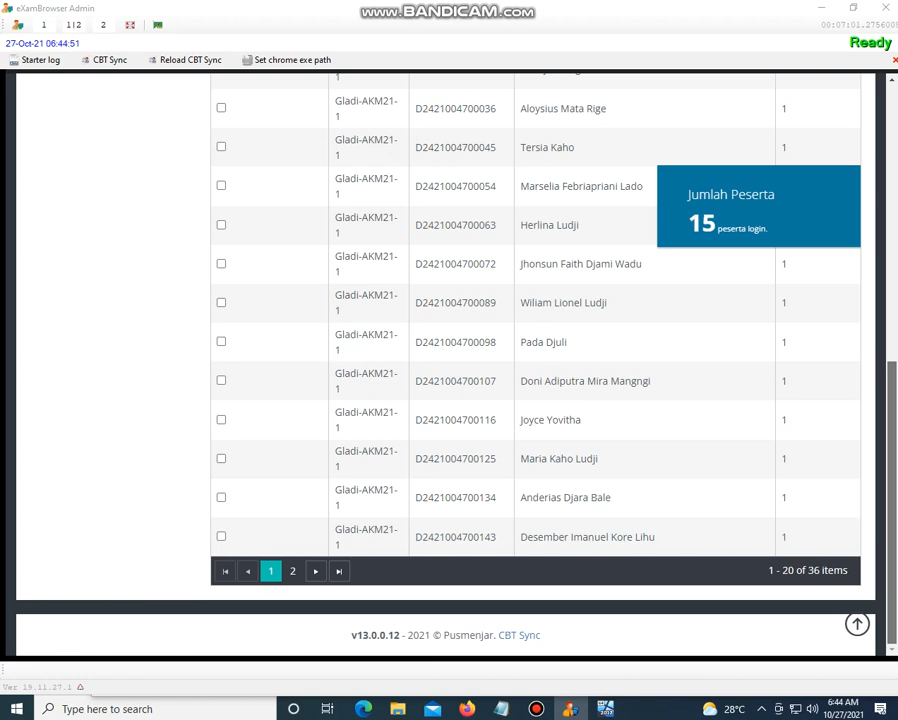 eXamBrowser Admin
www.BANDICAM.com
1 1|2 2
00:07:01.275600
27-Oct-21 06:44:51
Ready
Starter log CBT Sync Reload CBT Sync Set chrome exe path
1
Gladi-AKM21-
1 D2421004700036 Aloysius Mata Rige 1
Gladi-AKM21-
1 D2421004700045 Tersia Kaho
Gladi-AKM21-
1 D2421004700054 Marselia Febriapriani Lado
Jumlah Peserta
15 peserta login.
Gladi-AKM21-
1 D2421004700063 Herlina Ludji
Gladi-AKM21-
1 D2421004700072 Jhonsun Faith Djami Wadu 1
Gladi-AKM21-
1 D2421004700089 Wiliam Lionel Ludji 1
Gladi-AKM21-
1 D2421004700098 Pada Djuli 1
Gladi-AKM21-
1 D2421004700107 Doni Adiputra Mira Mangngi 1
Gladi-AKM21-
1 D2421004700116 Joyce Yovitha 1
Gladi-AKM21-
1 D2421004700125 Maria Kaho Ludji 1
Gladi-AKM21-
1 D2421004700134 Anderias Djara Bale 1
Gladi-AKM21-
1 D2421004700143 Desember Imanuel Kore Lihu 1
1 2 1 - 20 of 36 items
v13.0.0.12 - 2021 © Pusmenjar. CBT Sync
Ver 19.11.27.1
Type here to search 28°C 6:44 AM
10/27/2021